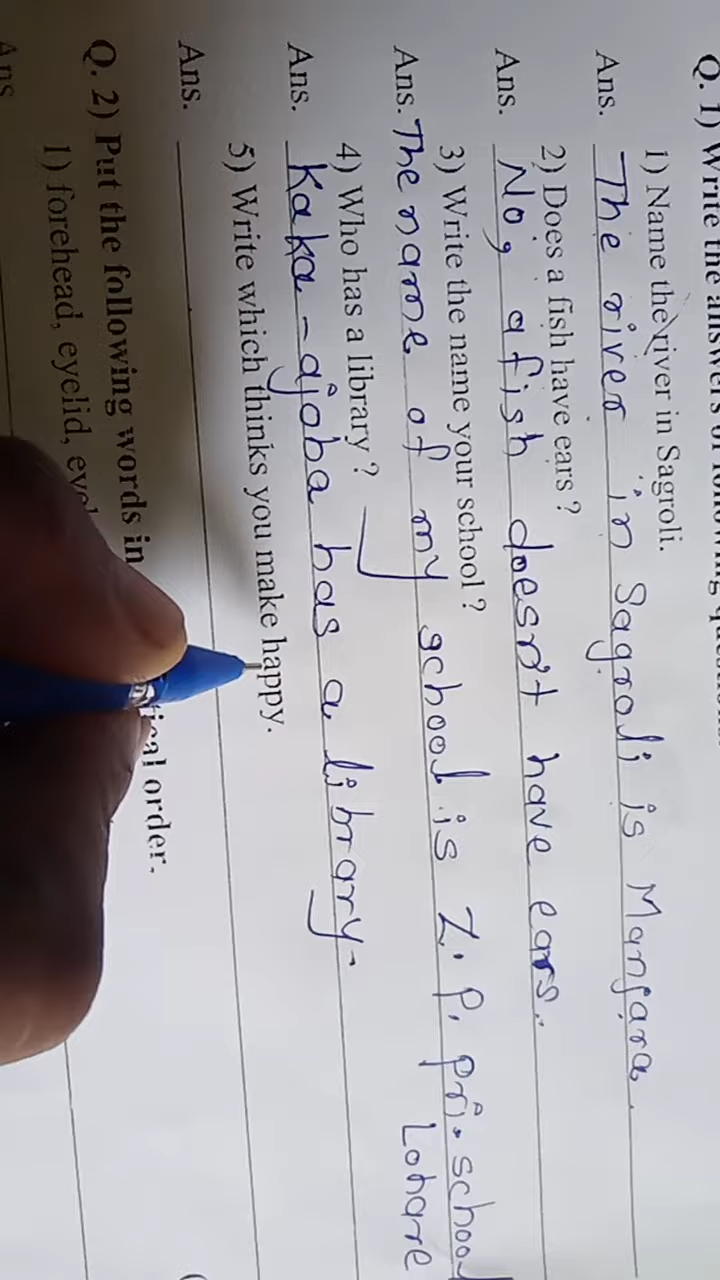 Q. 1) Write the answers of following
1) Name the river in Sagroli.
Ans. The river in Sagroli is Manjara.
2) Does a fish have ears ?
Ans. No, a fish doesn't have ears.
3) Write the name your school ?
Ans. The name of my school is Z. P. pri. school
Lohare
4) Who has a library ?
Ans. Kaka-ajoba has a library.
5) Write which thinks you make happy.
Ans.
Q. 2) Put the following words in order.
1) forehead, eyelid,
Ans